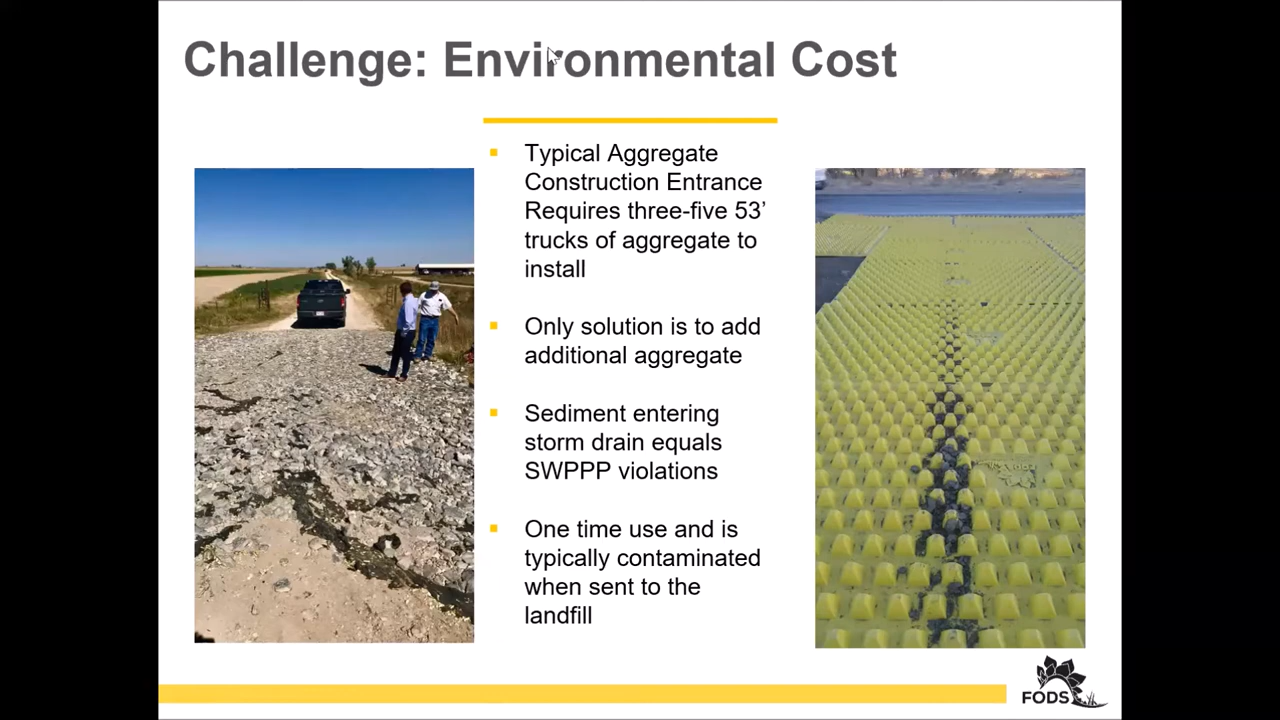 Challenge: Environmental Cost
▪ Typical Aggregate
Construction Entrance
Requires three-five 53’
trucks of aggregate to
install
▪ Only solution is to add
additional aggregate
▪ Sediment entering
storm drain equals
SWPPP violations
▪ One time use and is
typically contaminated
when sent to the
landfill
FODS